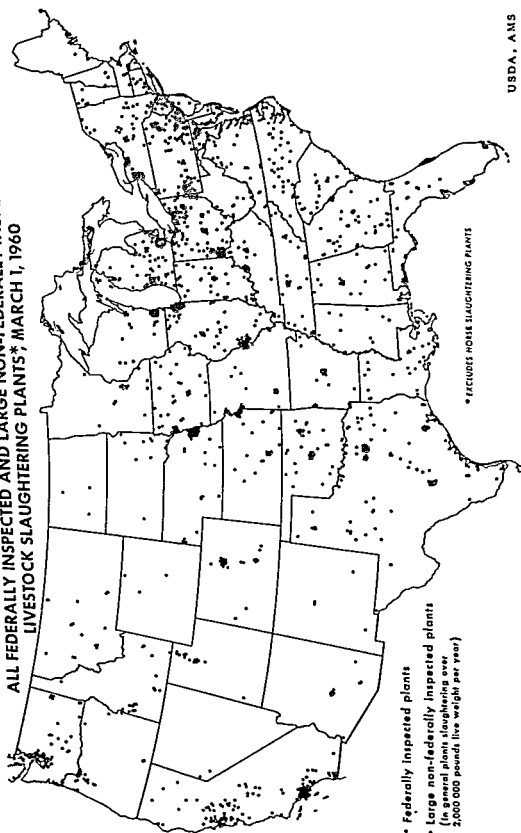 ALL FEDERALLY INSPECTED AND LARGE NON-FEDERALLY
LIVESTOCK SLAUGHTERING PLANTS* MARCH 1, 1960
* EXCLUDES HORSE SLAUGHTERING PLANTS
• Federally inspected plants
• Large non-federally inspected plants
(In general plants slaughtering over
2,000 000 pounds live weight per year)
USDA, AMS